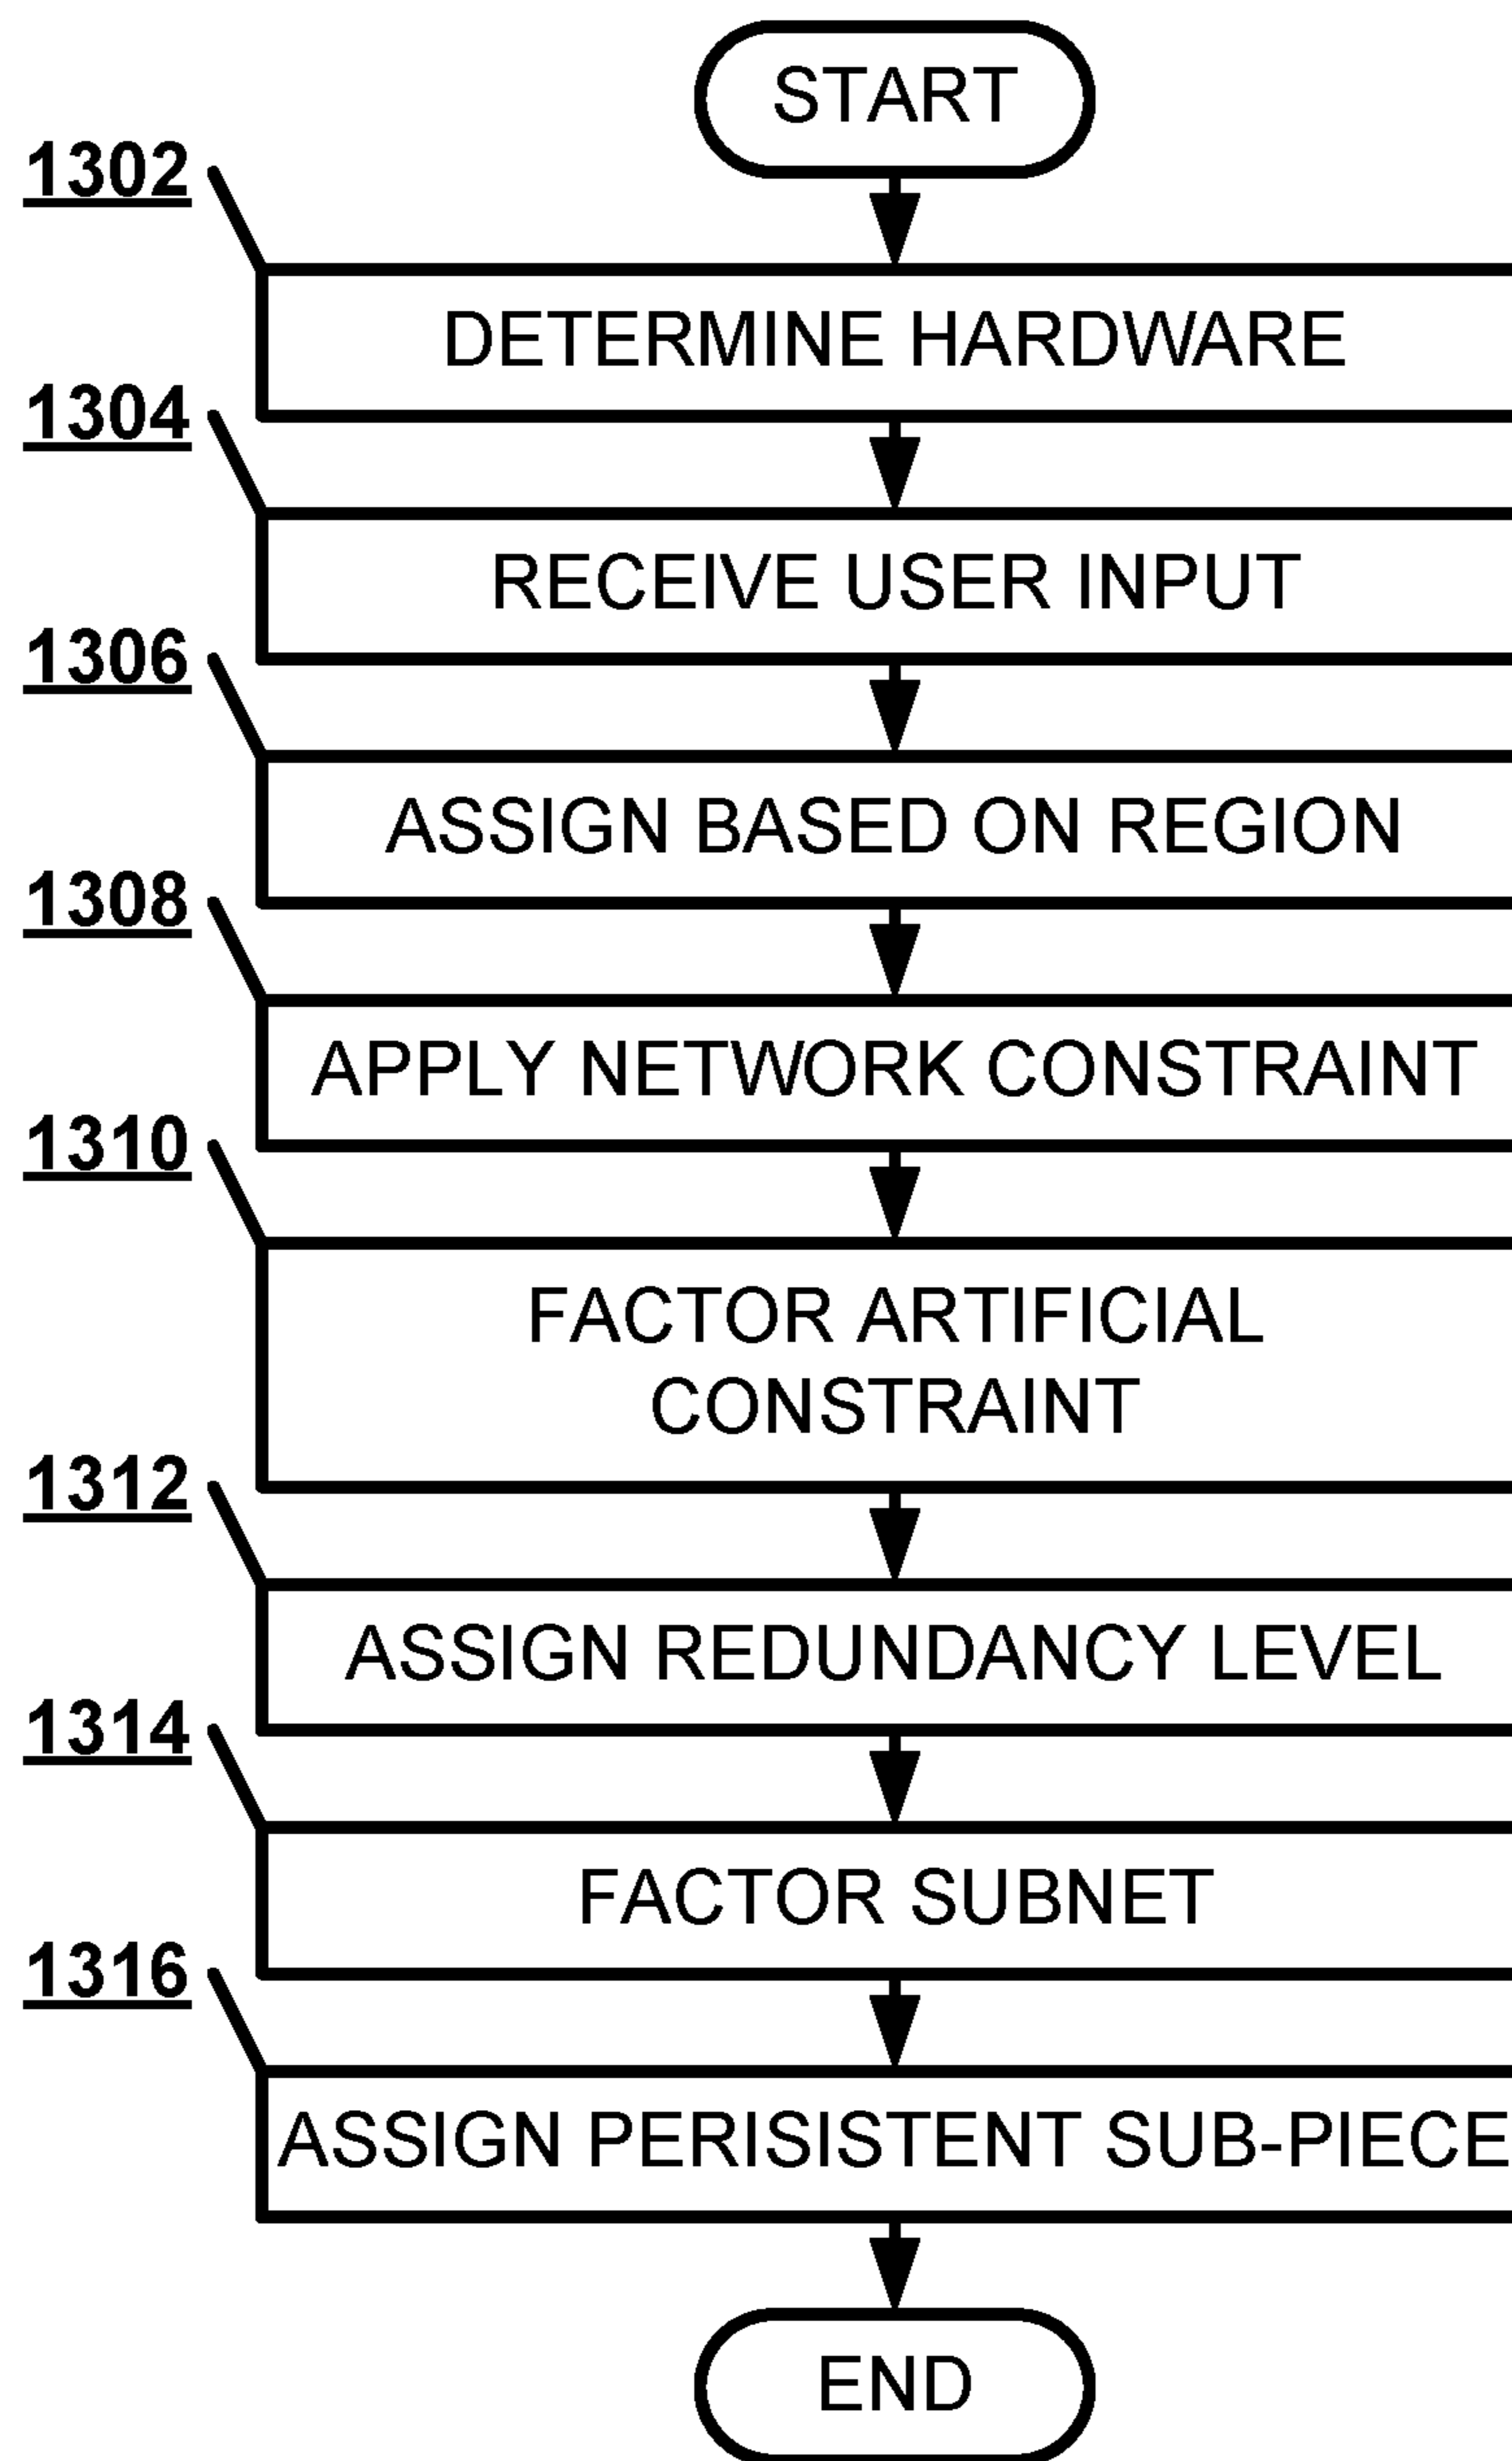 START
1302
DETERMINE HARDWARE
1304
RECEIVE USER INPUT
1306
ASSIGN BASED ON REGION
1308
APPLY NETWORK CONSTRAINT
1310
FACTOR ARTIFICIAL
CONSTRAINT
1312
ASSIGN REDUNDANCY LEVEL
1314
FACTOR SUBNET
1316
ASSIGN PERISISTENT SUB-PIECE
END